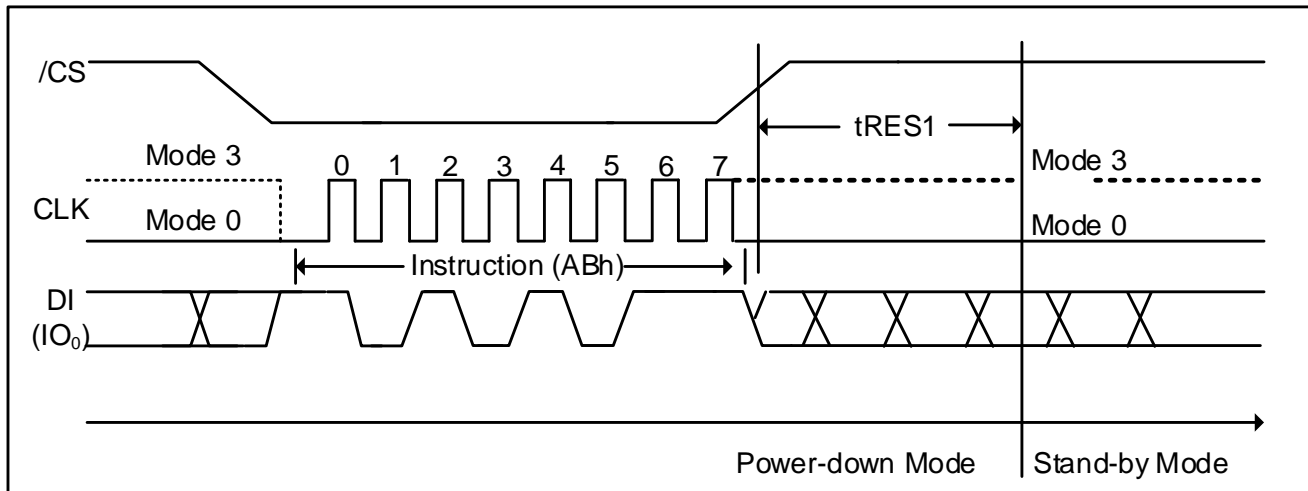 /CS
tRES1
Mode 3
0 1 2 3 4 5 6 7
Mode 3
CLK
Mode 0
Mode 0
Instruction (ABh)
DI
(IO₀)
Power-down Mode
Stand-by Mode